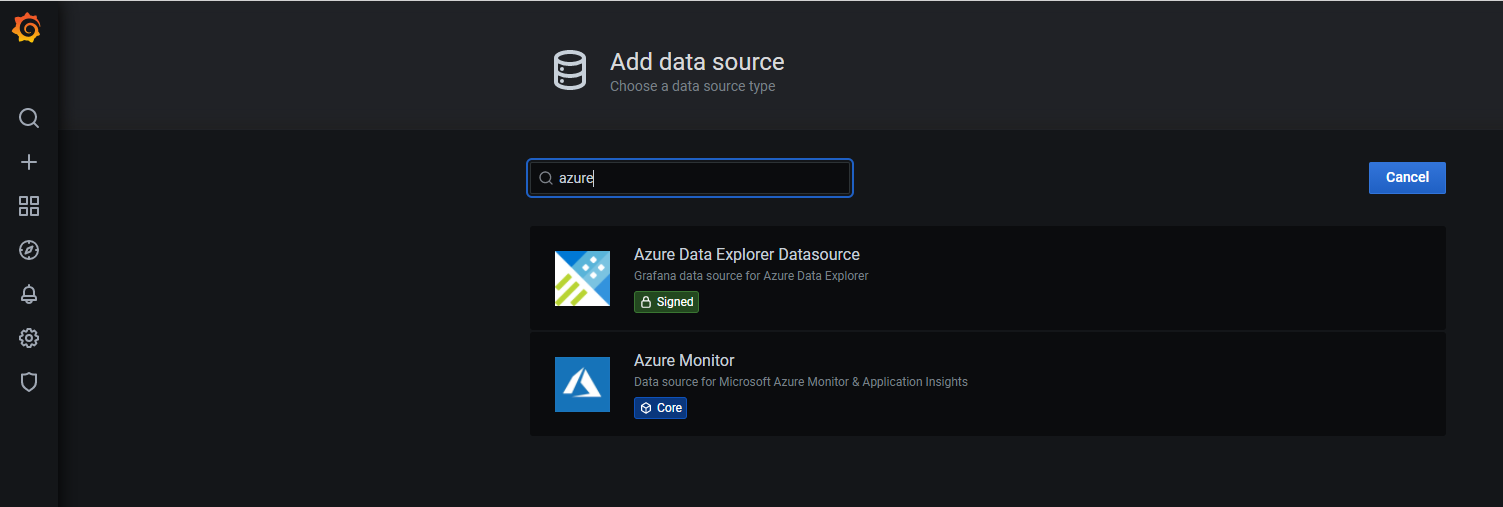 Add data source
Choose a data source type
azure
Cancel
Azure Data Explorer Datasource
Grafana data source for Azure Data Explorer
Signed
Azure Monitor
Data source for Microsoft Azure Monitor & Application Insights
Core